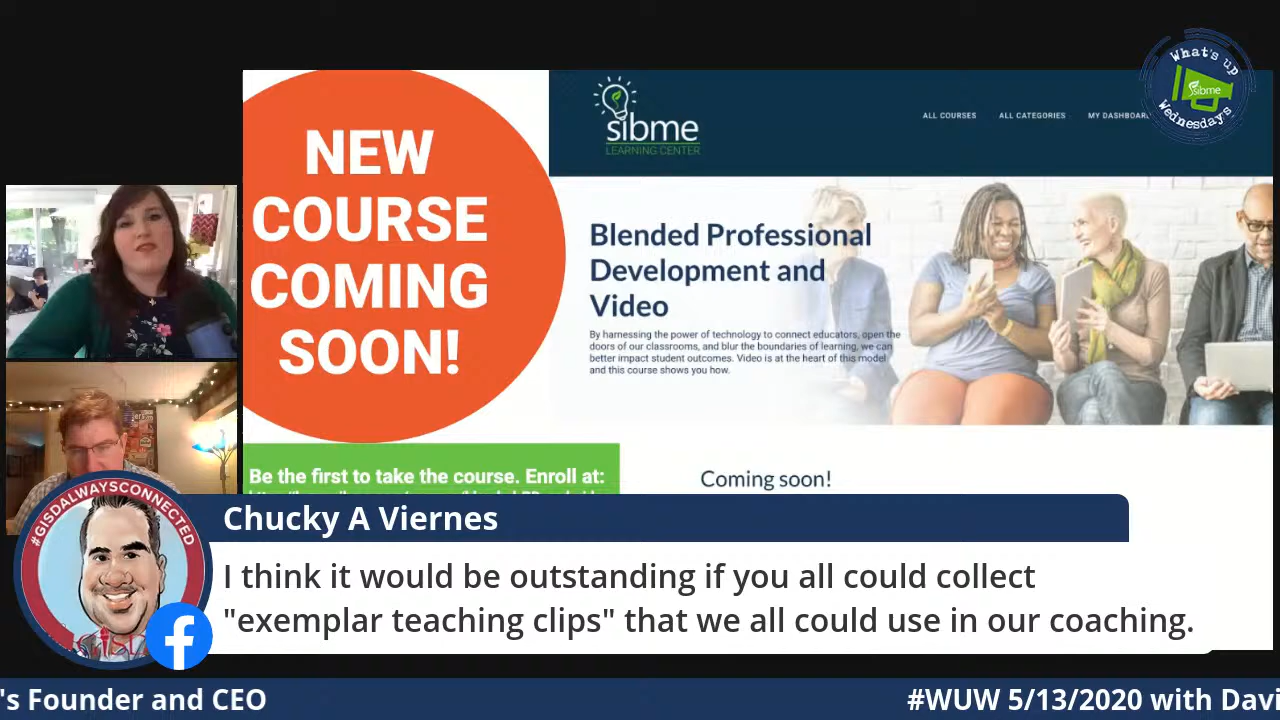 What's up
sibme
Wednesdays
NEW
COURSE
COMING
SOON!
sibme
LEARNING CENTER
ALL COURSES
ALL CATEGORIES
MY DASHBOARD
Blended Professional
Development and
Video
By harnessing the power of technology to connect educators, open the
doors of our classrooms, and blur the boundaries of learning, we can
better impact student outcomes. Video is at the heart of this model
and this course shows you how.
Be the first to take the course. Enroll at:
Coming soon!
#GISDALWAYSCONNECTED
Chucky A Viernes
I think it would be outstanding if you all could collect
"exemplar teaching clips" that we all could use in our coaching.
's Founder and CEO
#WUW 5/13/2020 with Davi